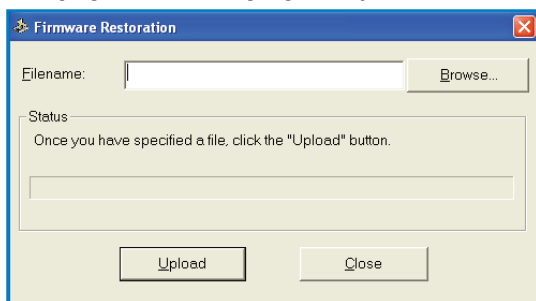 Firmware Restoration
Filename:
Browse...
Status
Once you have specified a file, click the "Upload" button.
Upload
Close